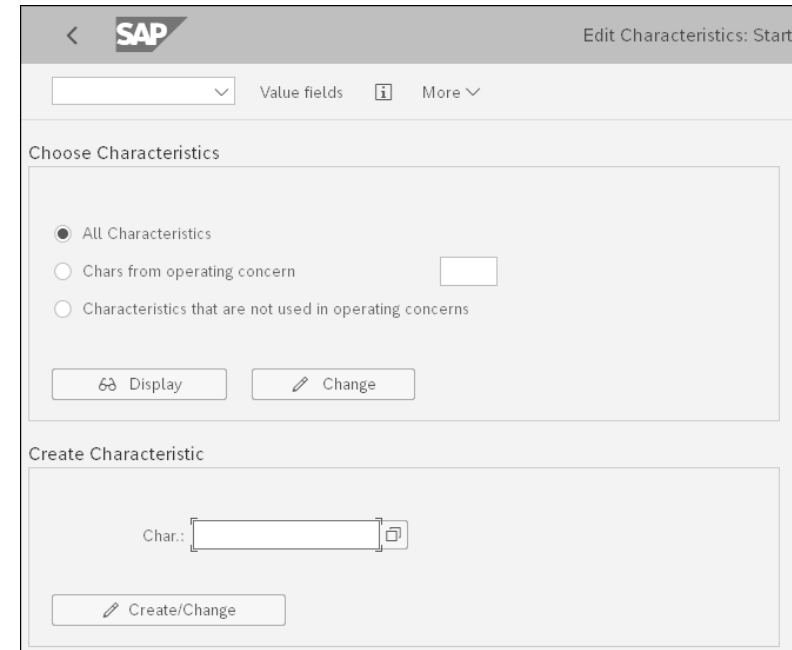 SAP
Edit Characteristics: Start
Value fields
More
Choose Characteristics
All Characteristics
Chars from operating concern
Characteristics that are not used in operating concerns
Display
Change
Create Characteristic
Char.:
Create/Change